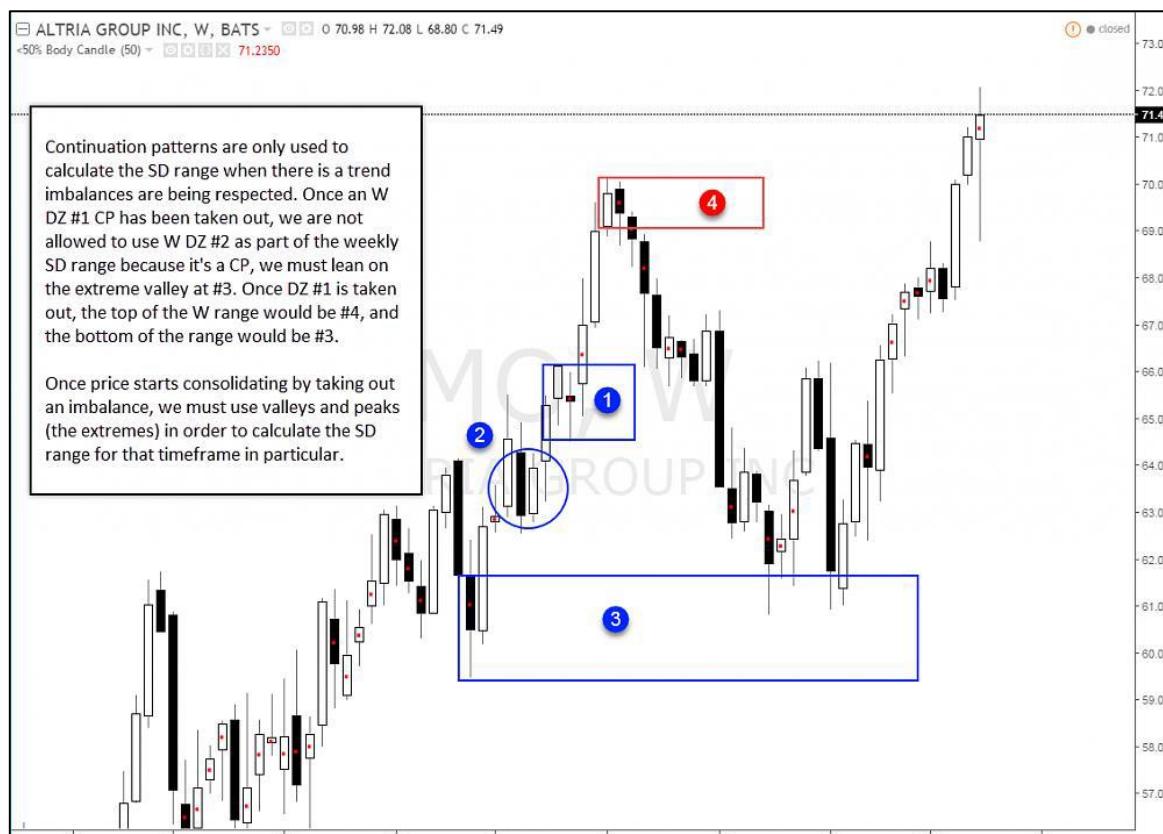 ALTRIA GROUP INC, W, BATS O 70.98 H 72.08 L 68.80 C 71.49
closed
<50% Body Candle (50) 71.2350
Continuation patterns are only used to
calculate the SD range when there is a trend
imbalances are being respected. Once an W
DZ #1 CP has been taken out, we are not
allowed to use W DZ #2 as part of the weekly
SD range because it's a CP, we must lean on
the extreme valley at #3. Once DZ #1 is taken
out, the top of the W range would be #4, and
the bottom of the range would be #3.
Once price starts consolidating by taking out
an imbalance, we must use valleys and peaks
(the extremes) in order to calculate the SD
range for that timeframe in particular.
4
1
2
3
73.0
72.0
71.4
70.0
69.0
68.0
67.0
66.0
65.0
64.0
63.0
62.0
61.0
60.0
59.0
58.0
57.0